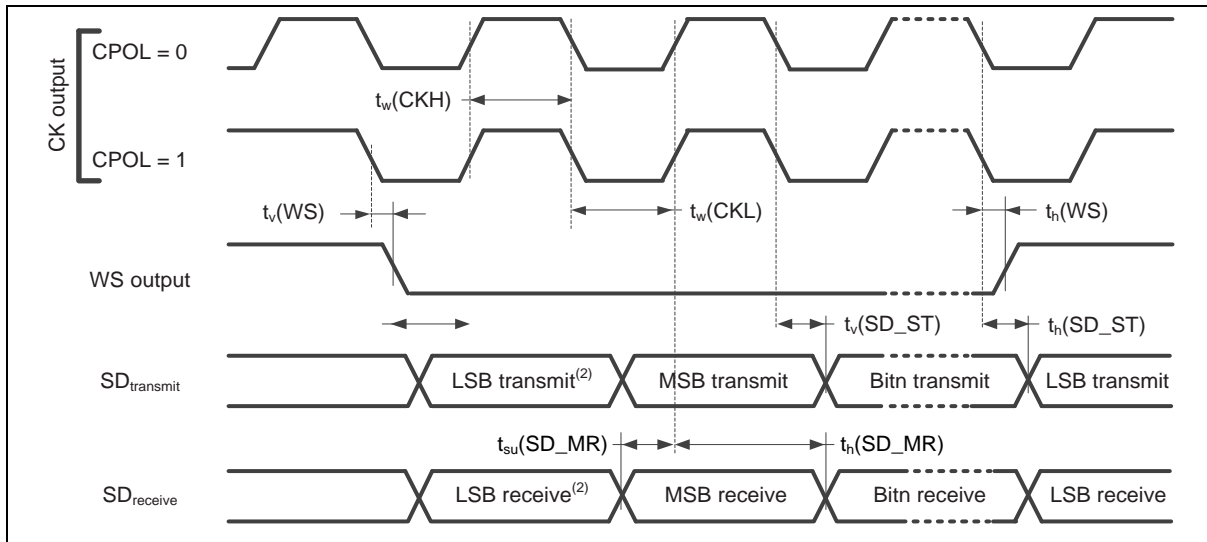 CK output
CPOL = 0
tw(CKH)
CPOL = 1
tv(WS)
tw(CKL)
th(WS)
WS output
tv(SD_ST)
th(SD_ST)
SDtransmit
LSB transmit(2)
MSB transmit
Bitn transmit
LSB transmit
tsu(SD_MR)
th(SD_MR)
SDreceive
LSB receive(2)
MSB receive
Bitn receive
LSB receive